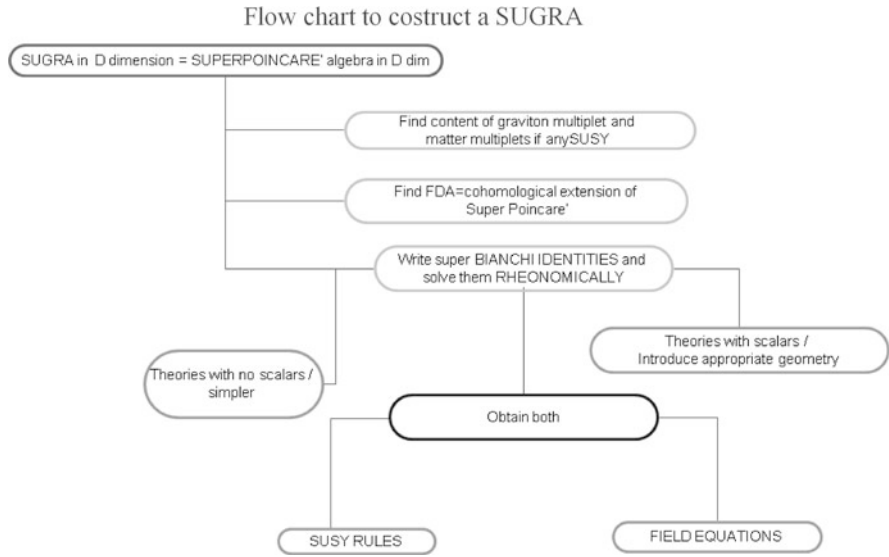 Flow chart to costruct a SUGRA
SUGRA in D dimension = SUPERPOINCARE' algebra in D dim
Find content of graviton multiplet and
matter multiplets if anySUSY
Find FDA=cohomological extension of
Super Poincare'
Write super BIANCHI IDENTITIES and
solve them RHEONOMICALLY
Theories with scalars /
Introduce appropriate geometry
Theories with no scalars /
simpler
Obtain both
SUSY RULES
FIELD EQUATIONS